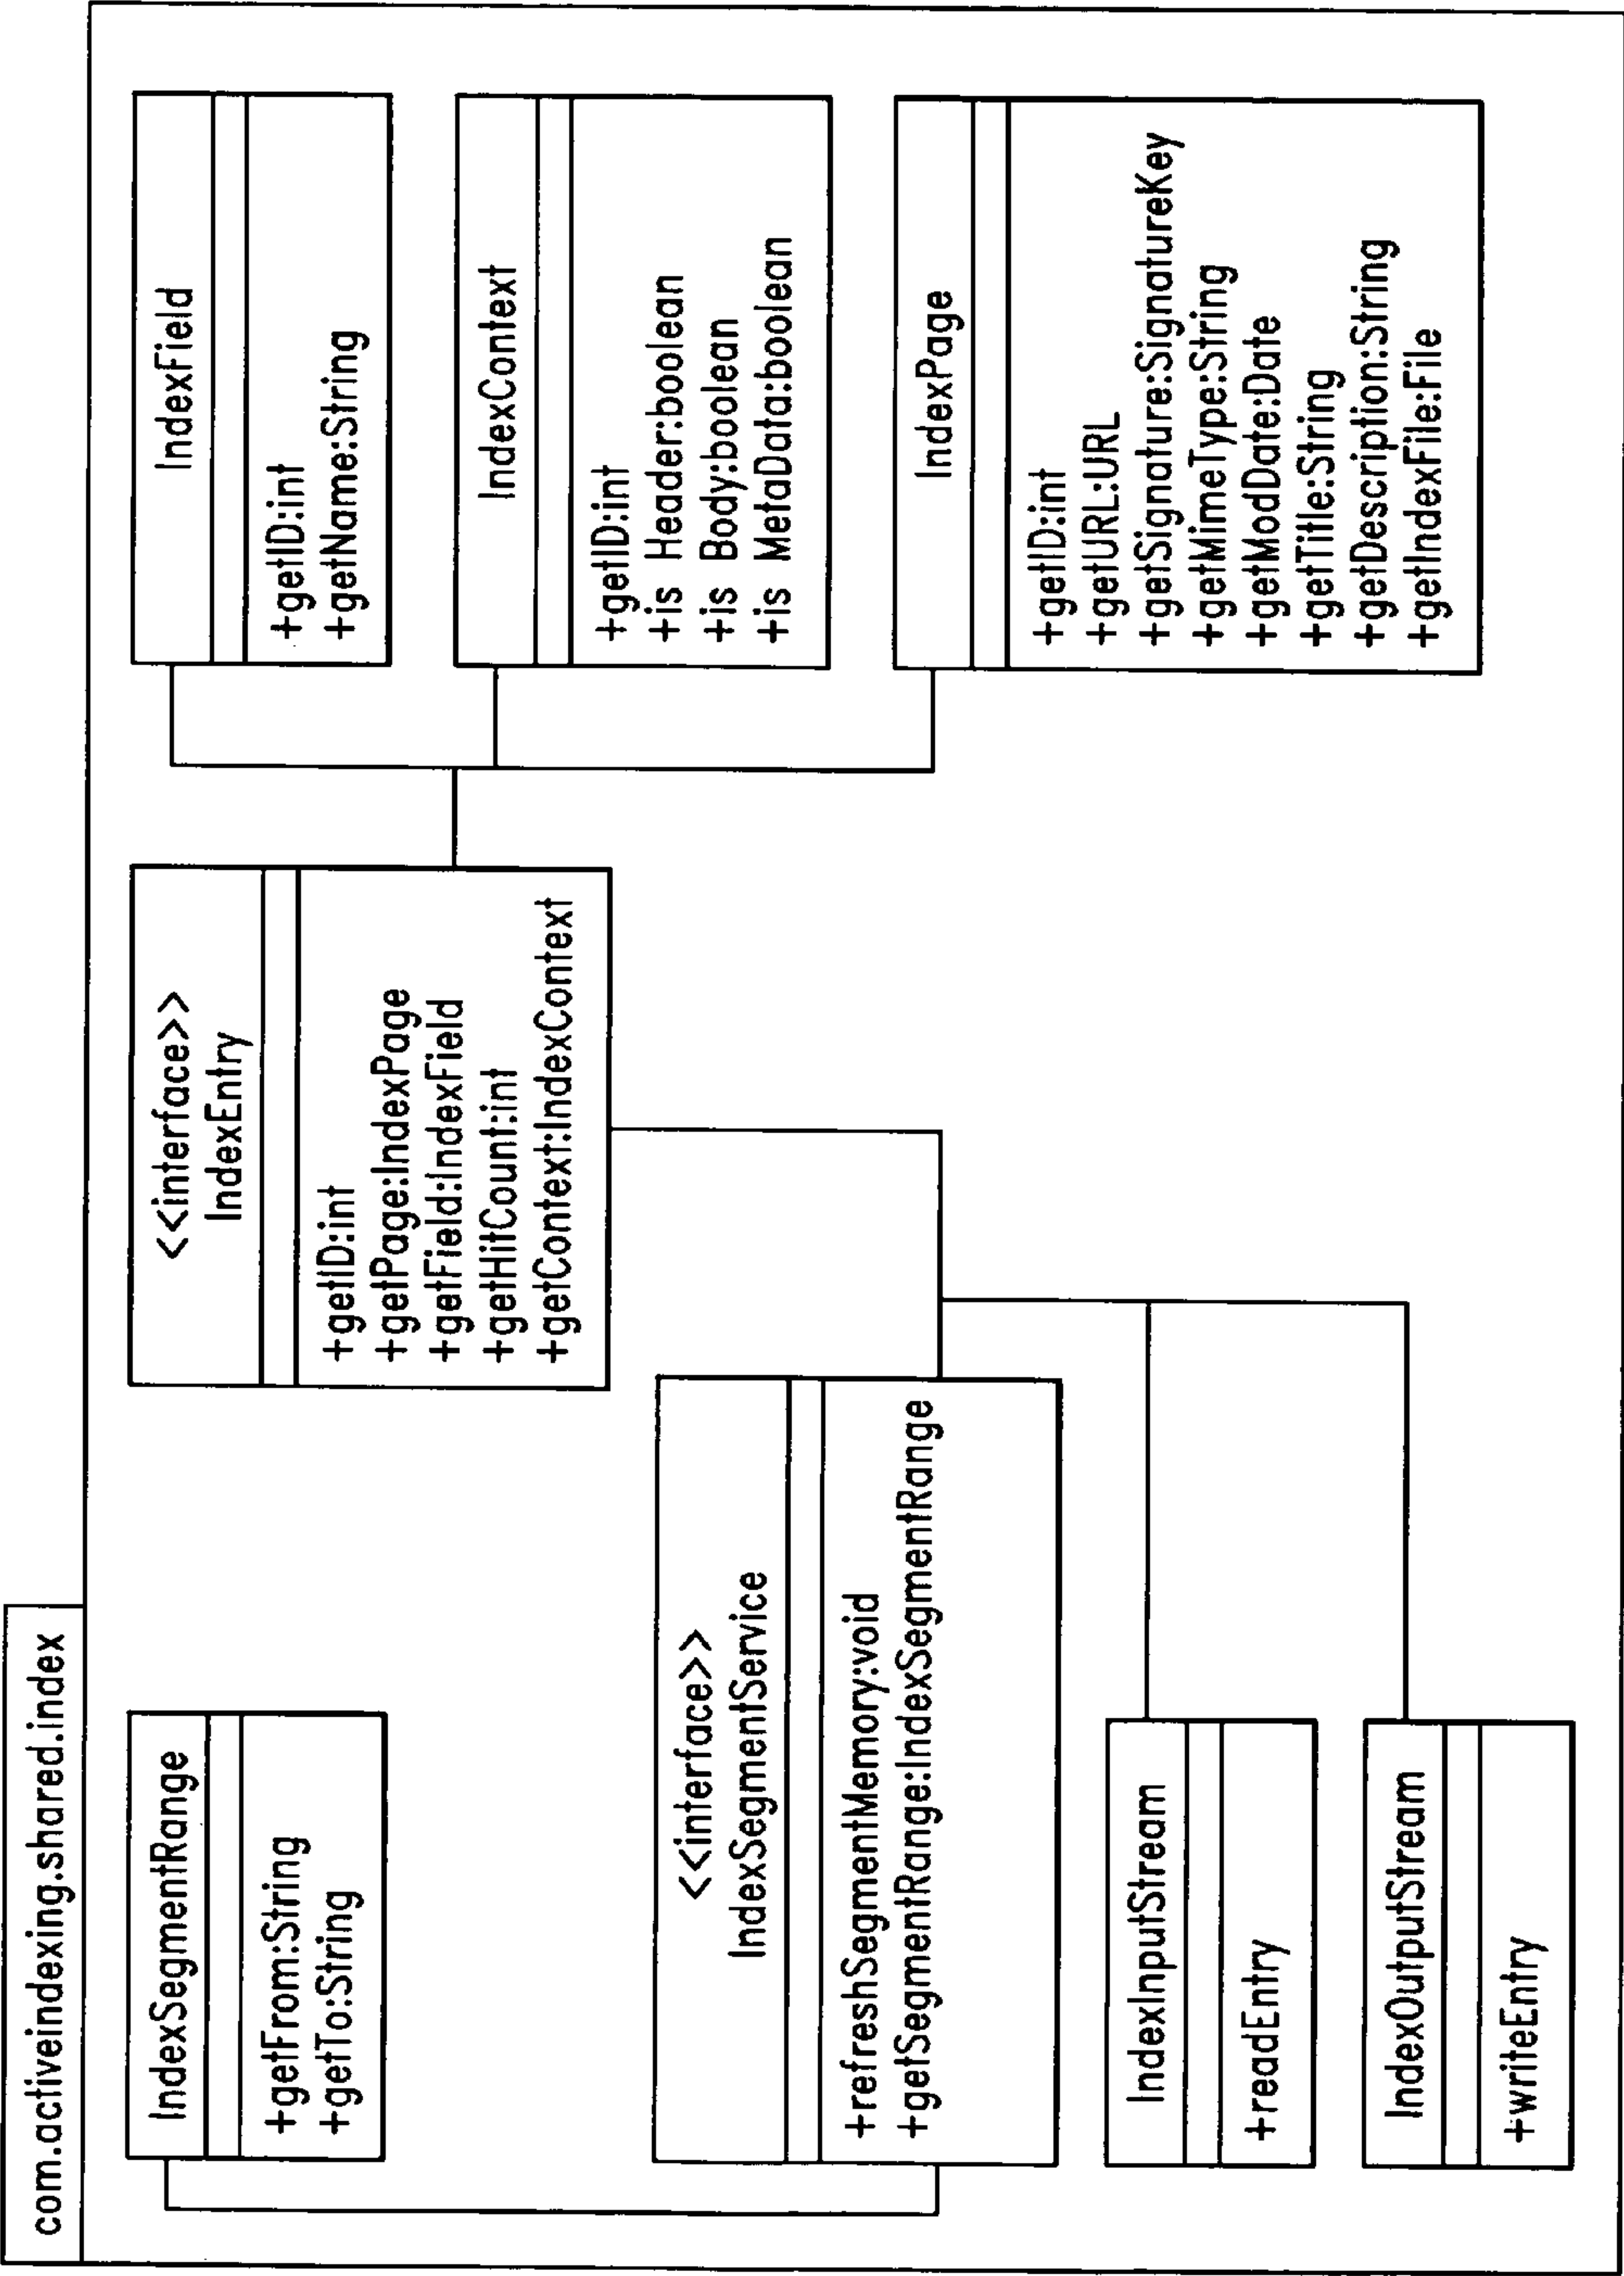 com.activeindexing.shared.index
IndexSegmentRange
+getFrom:String
+getTo:String
<<interface>>
IndexSegmentService
+refreshSegmentMemory:void
+getSegmentRange:IndexSegmentRange
IndexInputStream
+readEntry
IndexOutputStream
+writeEntry
<<interface>>
IndexEntry
+getID:int
+getPage:IndexPage
+getField:IndexField
+getHitCount:int
+getContext:IndexContext
IndexField
+getID:int
+getName:String
IndexContext
+getID:int
+is Header:boolean
+is Body:boolean
+is MetaData:boolean
IndexPage
+getID:int
+getURL:URL
+getSignature:SignatureKey
+getMimeType:String
+getModDate:Date
+getTitle:String
+getDescription:String
+getIndexFile:File